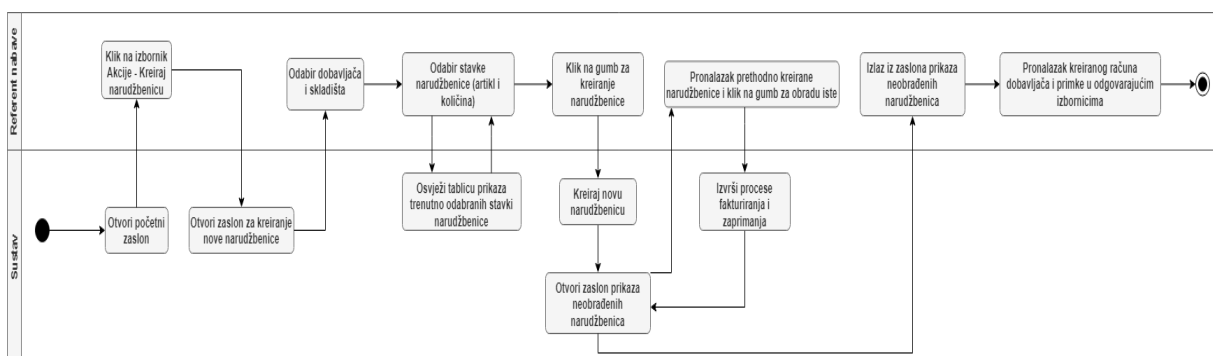 Referent nabave
Klik na izbornik
Akcije - Kreiraj
narudžbenicu
Odabir dobavljača
i skladišta
Odabir stavke
narudžbenice (artikl i
količina)
Klik na gumb za
kreiranje
narudžbenice
Pronalazak prethodno kreirane
narudžbenice i klik na gumb za obradu iste
Izlaz iz zaslona prikaza
neobrađenih
narudžbenica
Pronalazak kreiranog računa
dobavljača i primke u odgovarajućim
izbornicima
Sustav
Otvori početni
zaslon
Otvori zaslon za kreiranje
nove narudžbenice
Osvježi tablicu prikaza
trenutno odabranih stavki
narudžbenice
Kreiraj novu
narudžbenicu
Izvrši procese
fakturiranja i
zaprimanja
Otvori zaslon prikaza
neobrađenih
narudžbenica